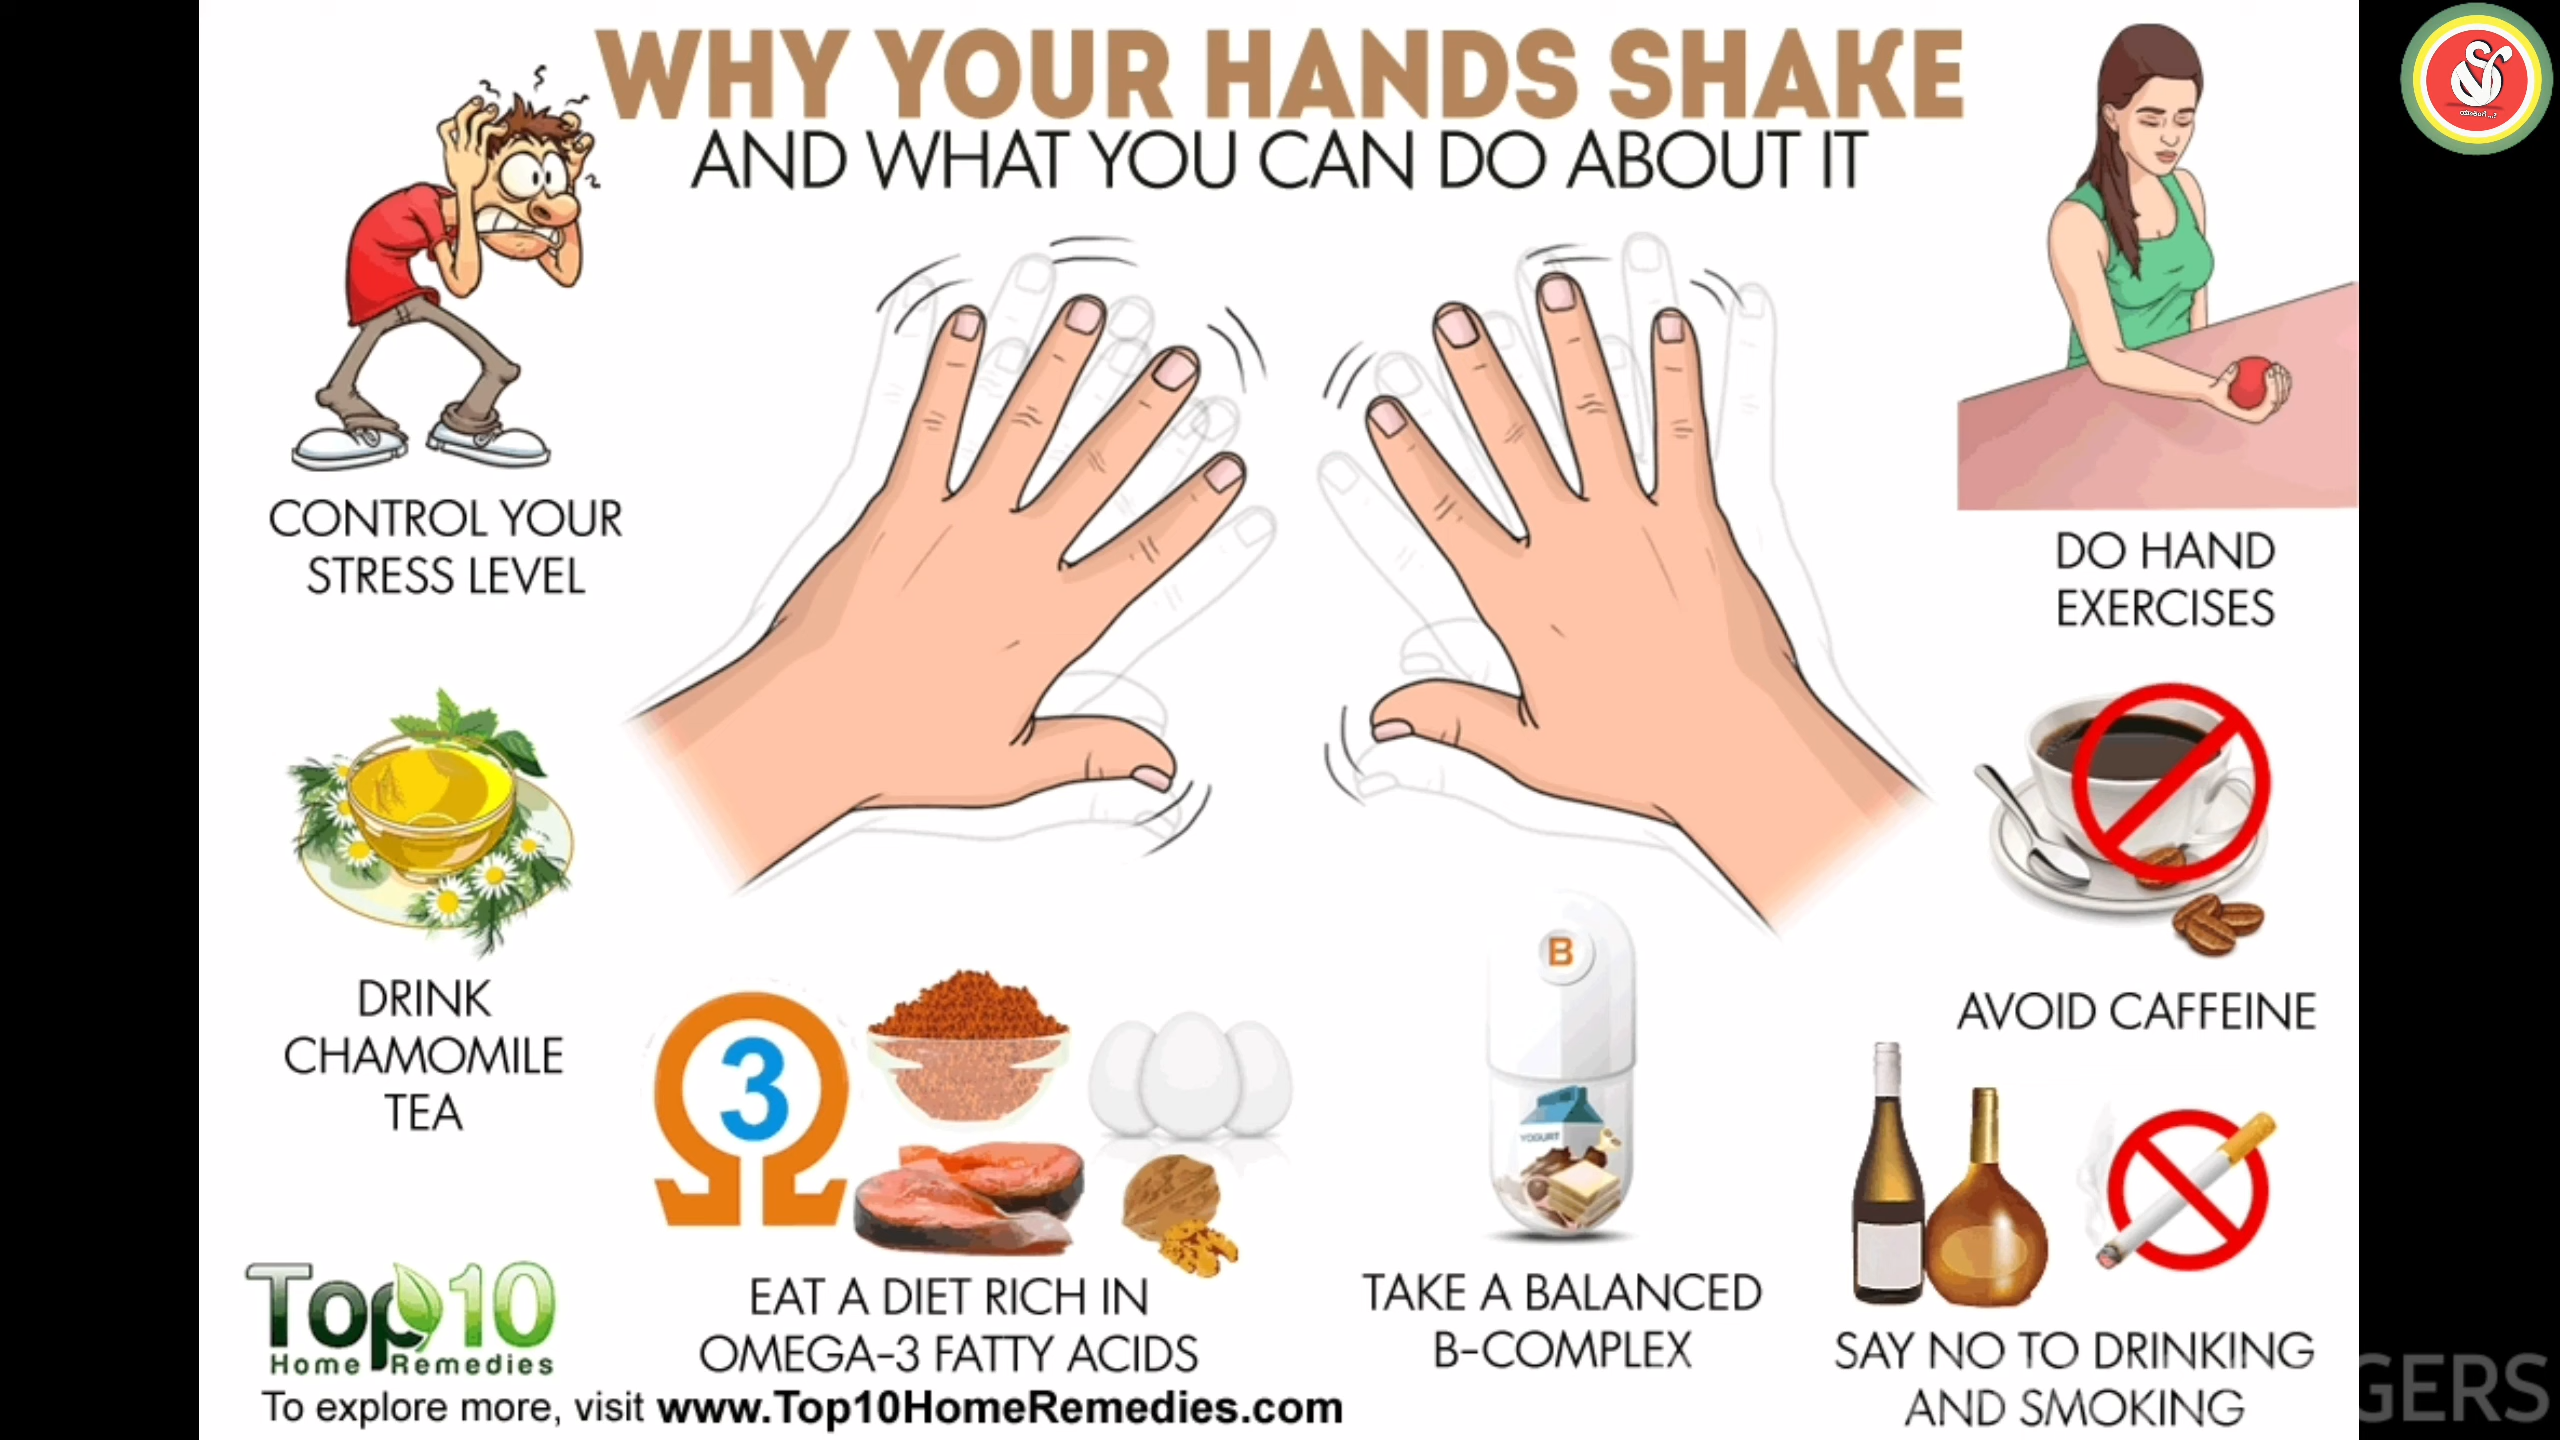 WHY YOUR HANDS SHAKE
AND WHAT YOU CAN DO ABOUT IT
CONTROL YOUR
STRESS LEVEL
DO HAND
EXERCISES
DRINK
CHAMOMILE
TEA
AVOID CAFFEINE
3
B
YOGURT
EAT A DIET RICH IN
OMEGA-3 FATTY ACIDS
TAKE A BALANCED
B-COMPLEX
SAY NO TO DRINKING
AND SMOKING
Top10
Home Remedies
To explore more, visit www.Top10HomeRemedies.com
GERS